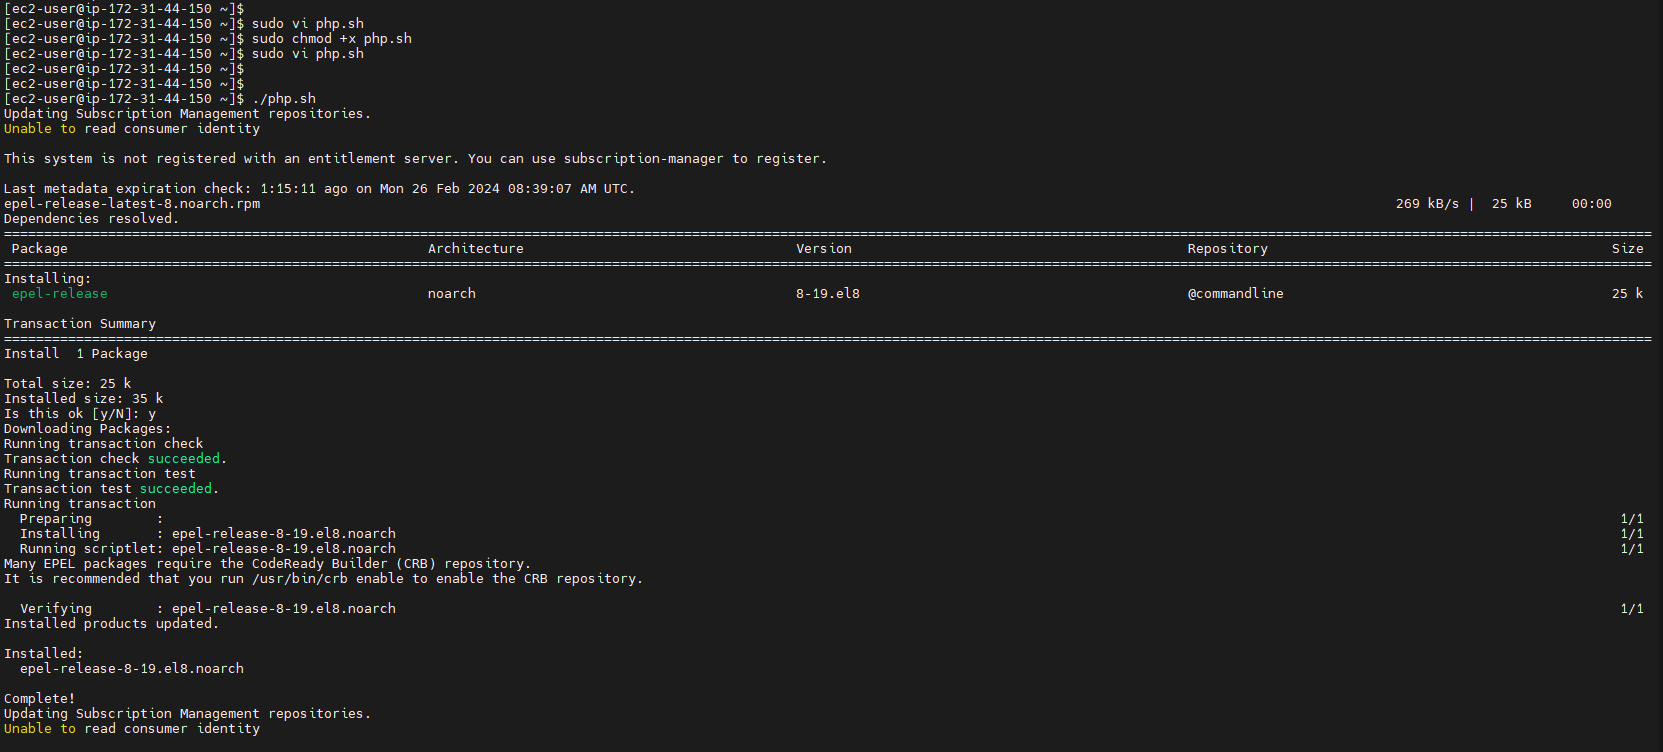 [ec2-user@ip-172-31-44-150 ~]$
[ec2-user@ip-172-31-44-150 ~]$ sudo vi php.sh
[ec2-user@ip-172-31-44-150 ~]$ sudo chmod +x php.sh
[ec2-user@ip-172-31-44-150 ~]$ sudo vi php.sh
[ec2-user@ip-172-31-44-150 ~]$
[ec2-user@ip-172-31-44-150 ~]$
[ec2-user@ip-172-31-44-150 ~]$ ./php.sh
Updating Subscription Management repositories.
Unable to read consumer identity
This system is not registered with an entitlement server. You can use subscription-manager to register.
Last metadata expiration check: 1:15:11 ago on Mon 26 Feb 2024 08:39:07 AM UTC.
epel-release-latest-8.noarch.rpm 269 kB/s | 25 kB 00:00
Dependencies resolved.
================================================================================
Package Architecture Version Repository Size
================================================================================
Installing:
epel-release noarch 8-19.el8 @commandline 25 k
Transaction Summary
================================================================================
Install 1 Package
Total size: 25 k
Installed size: 35 k
Is this ok [y/N]: y
Downloading Packages:
Running transaction check
Transaction check succeeded.
Running transaction test
Transaction test succeeded.
Running transaction
Preparing : 1/1
Installing : epel-release-8-19.el8.noarch 1/1
Running scriptlet: epel-release-8-19.el8.noarch 1/1
Many EPEL packages require the CodeReady Builder (CRB) repository.
It is recommended that you run /usr/bin/crb enable to enable the CRB repository.
Verifying : epel-release-8-19.el8.noarch 1/1
Installed products updated.
Installed:
epel-release-8-19.el8.noarch
Complete!
Updating Subscription Management repositories.
Unable to read consumer identity